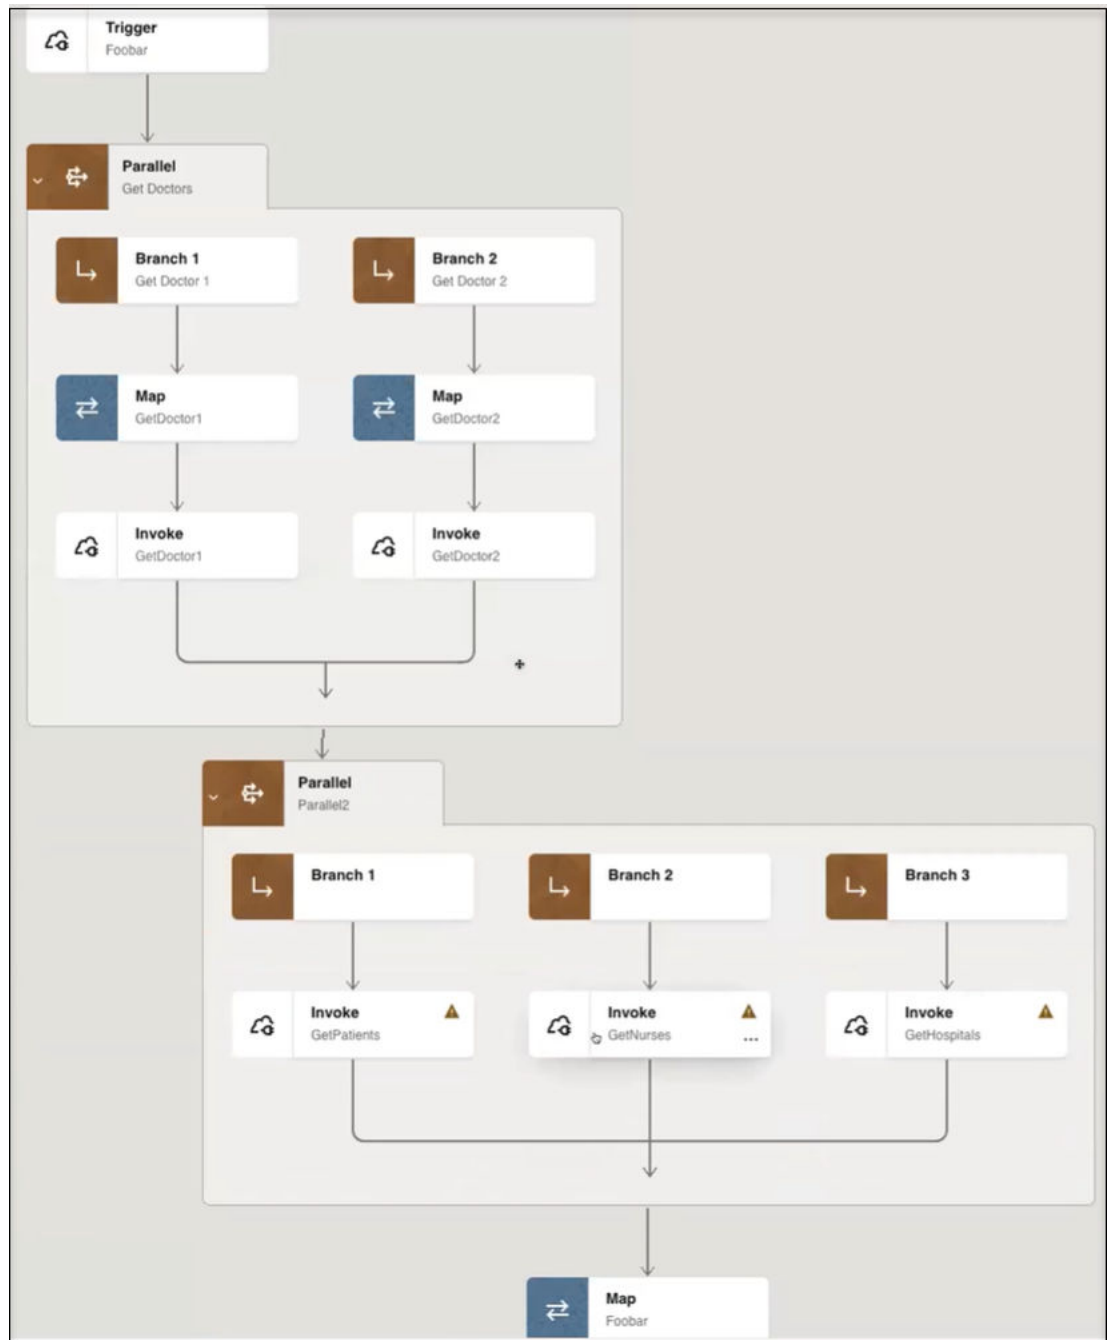 Trigger
Foobar
Parallel
Get Doctors
Branch 1
Get Doctor 1
Branch 2
Get Doctor 2
Map
GetDoctor1
Map
GetDoctor2
Invoke
GetDoctor1
Invoke
GetDoctor2
Parallel
Parallel2
Branch 1
Branch 2
Branch 3
Invoke
GetPatients
Invoke
GetNurses
Invoke
GetHospitals
Map
Foobar